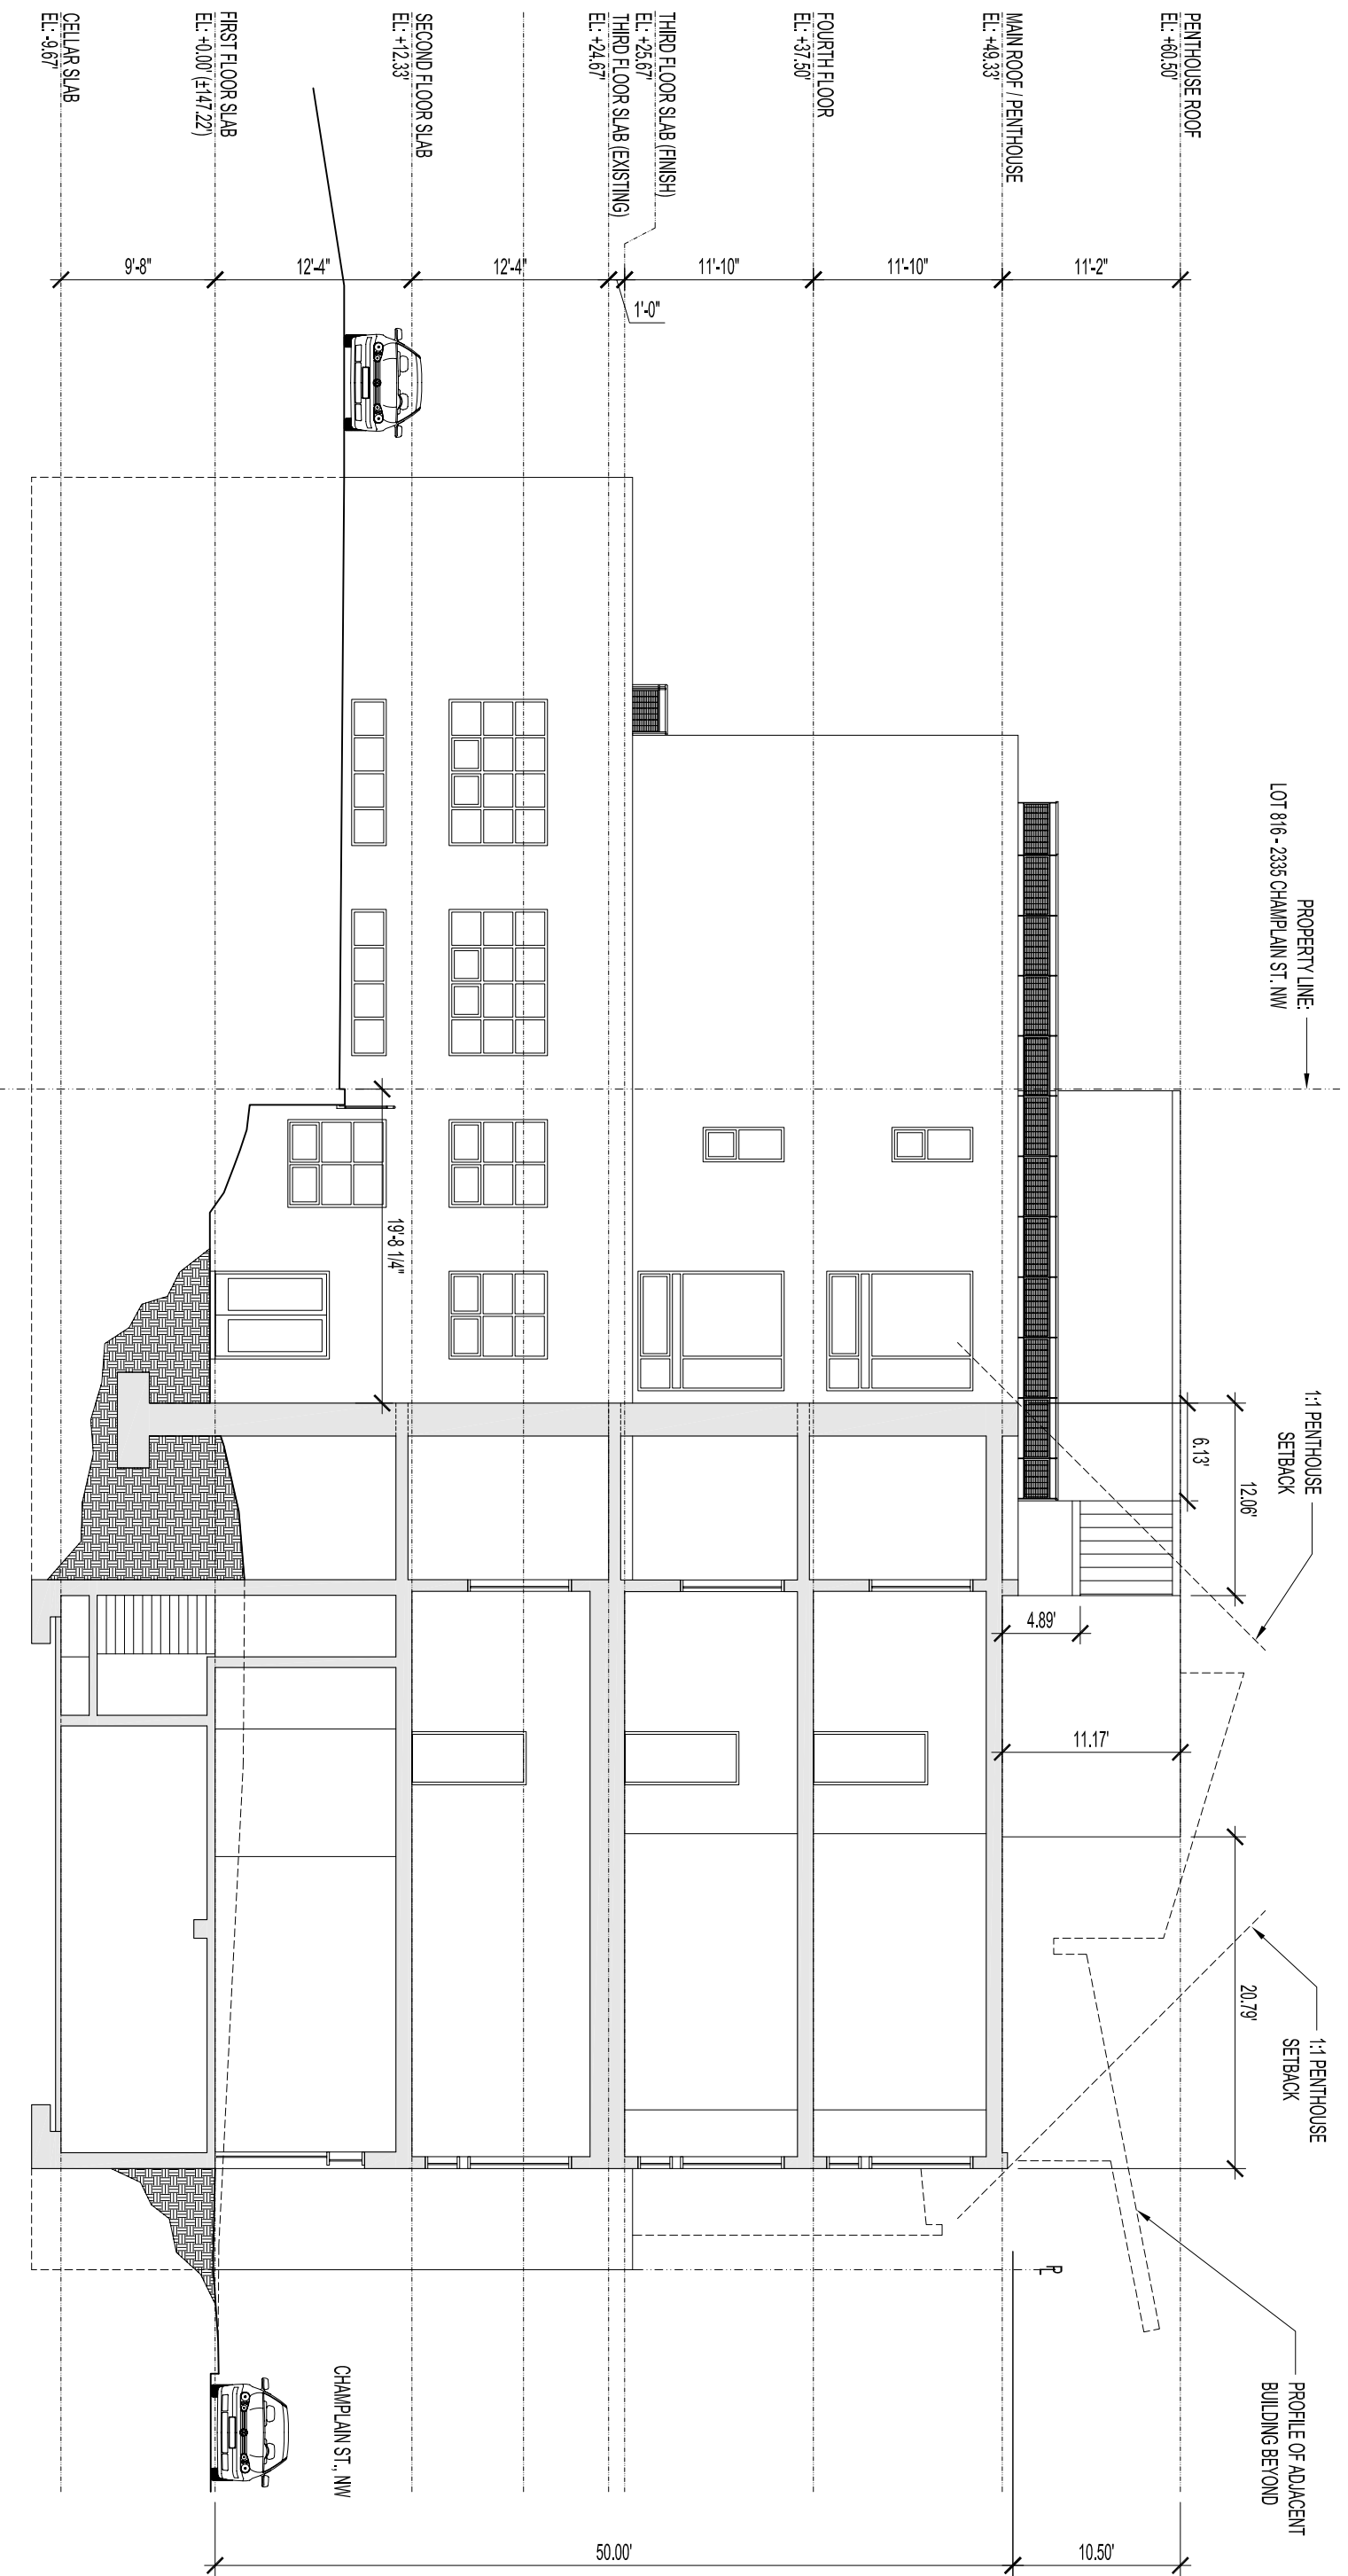 PROPERTY LINE:
LOT 816 - 2335 CHAMPLAIN ST. NW
1:1 PENTHOUSE
SETBACK
1:1 PENTHOUSE
SETBACK
PROFILE OF ADJACENT
BUILDING BEYOND
PENTHOUSE ROOF
EL: +60.50'
MAIN ROOF / PENTHOUSE
EL: +49.33'
FOURTH FLOOR
EL: +37.50'
THIRD FLOOR SLAB (FINISH)
EL: +25.67'
THIRD FLOOR SLAB (EXISTING)
EL: +24.67'
SECOND FLOOR SLAB
EL: +12.33'
FIRST FLOOR SLAB
EL: +0.00' (±147.22')
CELLAR SLAB
EL: -9.67'
11'-2"
11'-10"
11'-10"
1'-0"
12'-4"
12'-4"
9'-8"
19'-8 1/4"
6.13'
12.06'
4.89'
11.17'
20.79'
PL
CHAMPLAIN ST., NW
10.50'
50.00'